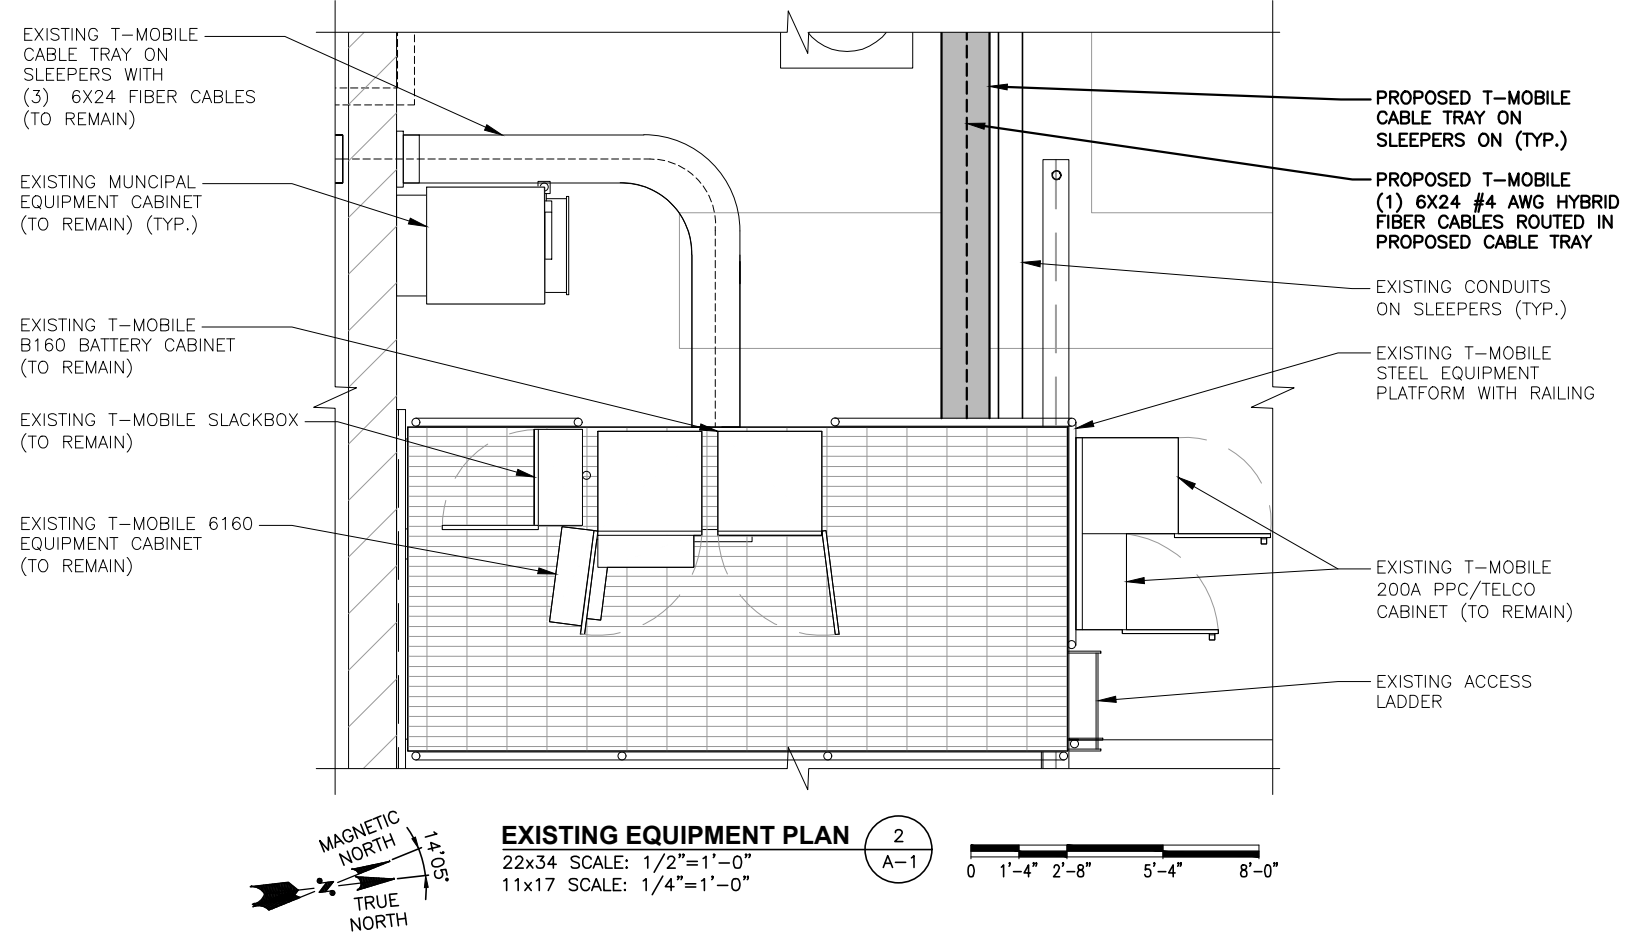 EXISTING T-MOBILE
CABLE TRAY ON
SLEEPERS WITH
(3) 6X24 FIBER CABLES
(TO REMAIN)
EXISTING MUNCIPAL
EQUIPMENT CABINET
(TO REMAIN) (TYP.)
EXISTING T-MOBILE
B160 BATTERY CABINET
(TO REMAIN)
EXISTING T-MOBILE SLACKBOX
(TO REMAIN)
EXISTING T-MOBILE 6160
EQUIPMENT CABINET
(TO REMAIN)
PROPOSED T-MOBILE
CABLE TRAY ON
SLEEPERS ON (TYP.)
PROPOSED T-MOBILE
(1) 6X24 #4 AWG HYBRID
FIBER CABLES ROUTED IN
PROPOSED CABLE TRAY
EXISTING CONDUITS
ON SLEEPERS (TYP.)
EXISTING T-MOBILE
STEEL EQUIPMENT
PLATFORM WITH RAILING
EXISTING T-MOBILE
200A PPC/TELCO
CABINET (TO REMAIN)
EXISTING ACCESS
LADDER
MAGNETIC
NORTH
14'05°
N
TRUE
NORTH
EXISTING EQUIPMENT PLAN
22x34 SCALE: 1/2"=1'-0"
11x17 SCALE: 1/4"=1'-0"
2
A-1
0 1'-4" 2'-8" 5'-4" 8'-0"